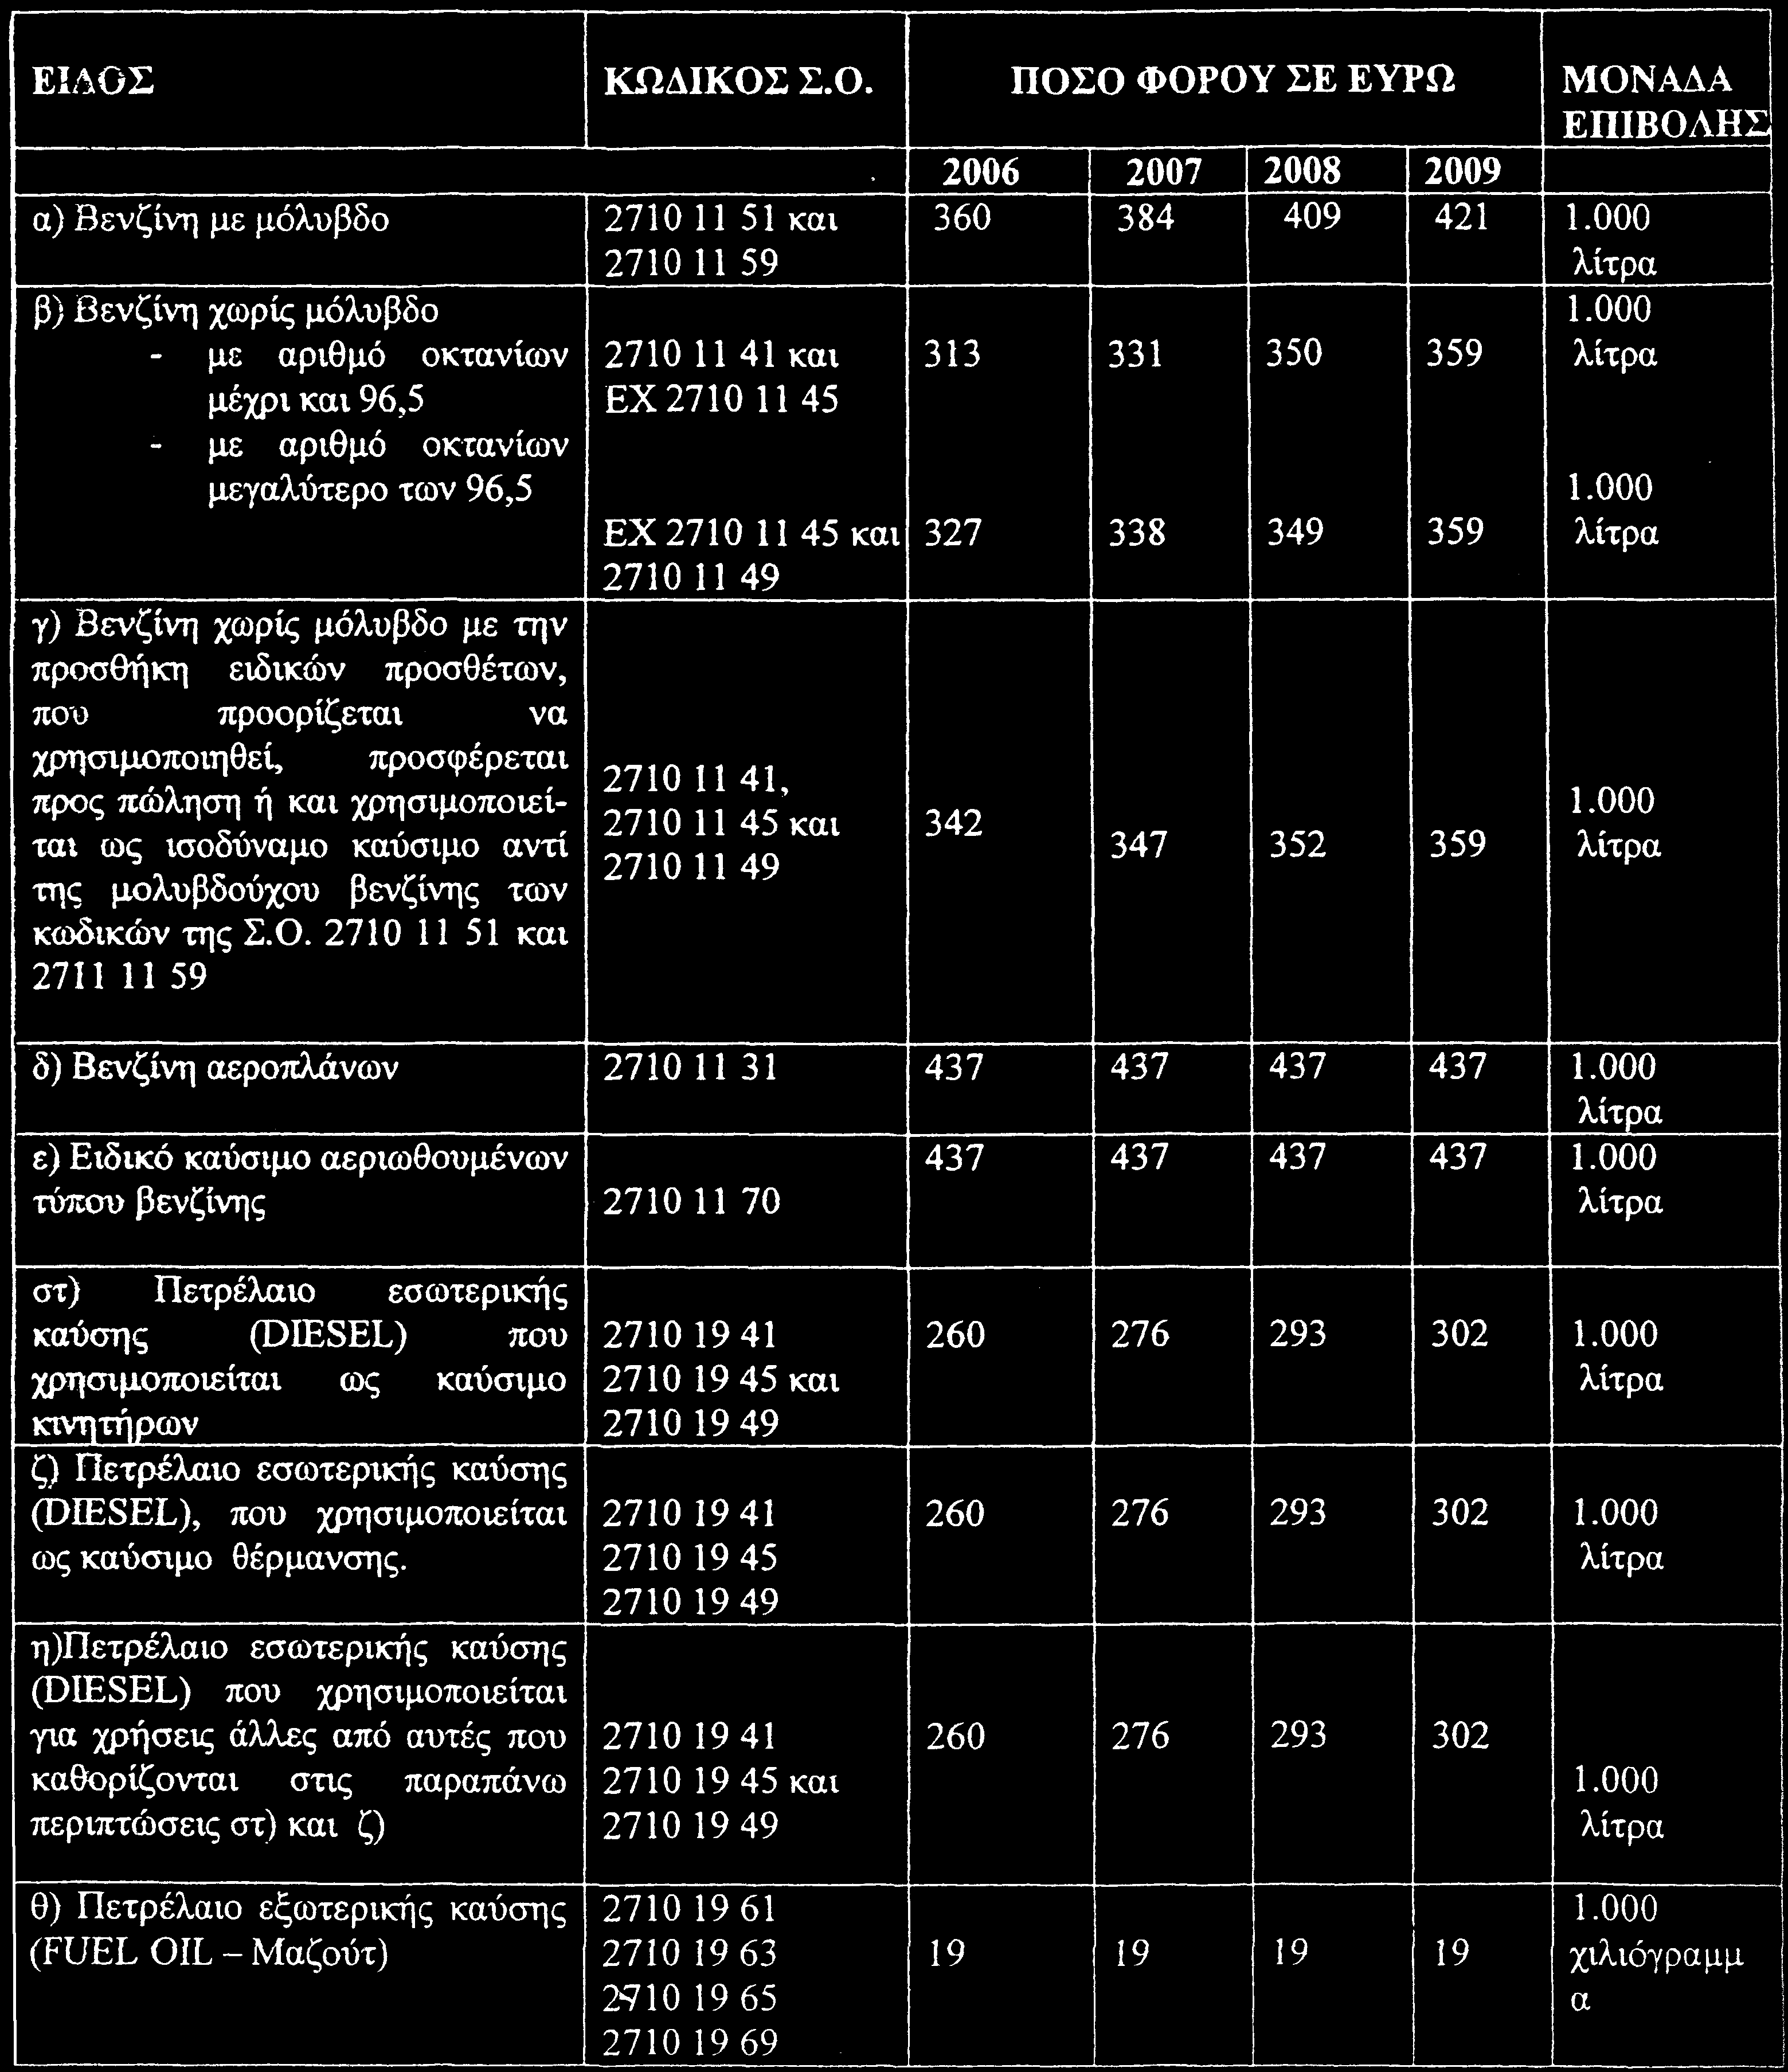 ΕΙΔΟΣ ΚΩΔΙΚΟΣ Σ.Ο. ΠΟΣΟ ΦΟΡΟΥ ΣΕ ΕΥΡΩ ΜΟΝΑΔΑ
ΕΠΙΒΟΛΗΣ
2006 2007 2008 2009
α) Βενζίνη με μόλυβδο 2710 11 51 και 360 384 409 421 1.000
2710 11 59 λίτρα
β) Βενζίνη χωρίς μόλυβδο 1.000
- με αριθμό οκτανίων 2710 11 41 και 313 331 350 359 λίτρα
μέχρι και 96,5 ΕΧ 2710 11 45
- με αριθμό οκτανίων
μεγαλύτερο των 96,5 1.000
ΕΧ 2710 11 45 και 327 338 349 359 λίτρα
2710 11 49
γ) Βενζίνη χωρίς μόλυβδο με την
προσθήκη ειδικών προσθέτων,
που προορίζεται να
χρησιμοποιηθεί, προσφέρεται
2710 11 41,
προς πώληση ή και χρησιμοποιεί- 1.000
2710 11 45 και 342
ται ως ισοδύναμο καύσιμο αντί 347 352 359 λίτρα
2710 11 49
της μολυβδούχου βενζίνης των
κωδικών της Σ.Ο. 2710 11 51 και
2711 11 59
δ) Βενζίνη αεροπλάνων 2710 11 31 437 437 437 437 1.000
λίτρα
ε) Ειδικό καύσιμο αεριωθουμένων 437 437 437 437 1.000
τύπου βενζίνης 2710 11 70 λίτρα
στ) Πετρέλαιο εσωτερικής
καύσης (DIESEL) που 2710 19 41 260 276 293 302 1.000
χρησιμοποιείται ως καύσιμο 2710 19 45 και λίτρα
κινητήρων 2710 19 49
ζ) Πετρέλαιο εσωτερικής καύσης
(DIESEL), που χρησιμοποιείται 2710 19 41 260 276 293 302 1.000
ως καύσιμο θέρμανσης. 2710 19 45 λίτρα
2710 19 49
η)Πετρέλαιο εσωτερικής καύσης
(DIESEL) που χρησιμοποιείται
για χρήσεις άλλες από αυτές που 2710 19 41 260 276 293 302
καθορίζονται στις παραπάνω 2710 19 45 και 1.000
περιπτώσεις στ) και ζ) 2710 19 49 λίτρα
θ) Πετρέλαιο εξωτερικής καύσης 2710 19 61 1.000
(FUEL OIL – Μαζούτ) 2710 19 63 19 19 19 19 χιλιόγραμμ
2710 19 65 α
2710 19 69